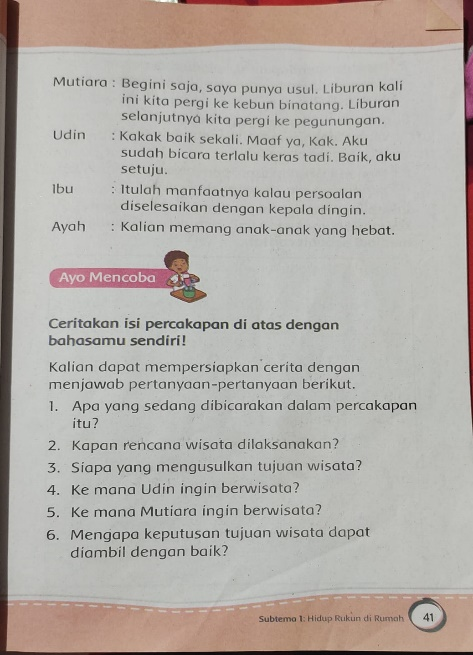 Mutiara : Begini saja, saya punya usul. Liburan kali
ini kita pergi ke kebun binatang. Liburan
selanjutnya kita pergi ke pegunungan.
Udin : Kakak baik sekali. Maaf ya, Kak. Aku
sudah bicara terlalu keras tadi. Baik, aku
setuju.
Ibu : Itulah manfaatnya kalau persoalan
diselesaikan dengan kepala dingin.
Ayah : Kalian memang anak-anak yang hebat.
Ayo Mencoba
Ceritakan isi percakapan di atas dengan
bahasamu sendiri!
Kalian dapat mempersiapkan cerita dengan
menjawab pertanyaan-pertanyaan berikut.
1. Apa yang sedang dibicarakan dalam percakapan
itu?
2. Kapan rencana wisata dilaksanakan?
3. Siapa yang mengusulkan tujuan wisata?
4. Ke mana Udin ingin berwisata?
5. Ke mana Mutiara ingin berwisata?
6. Mengapa keputusan tujuan wisata dapat
diambil dengan baik?
Subtema 1: Hidup Rukun di Rumah 41